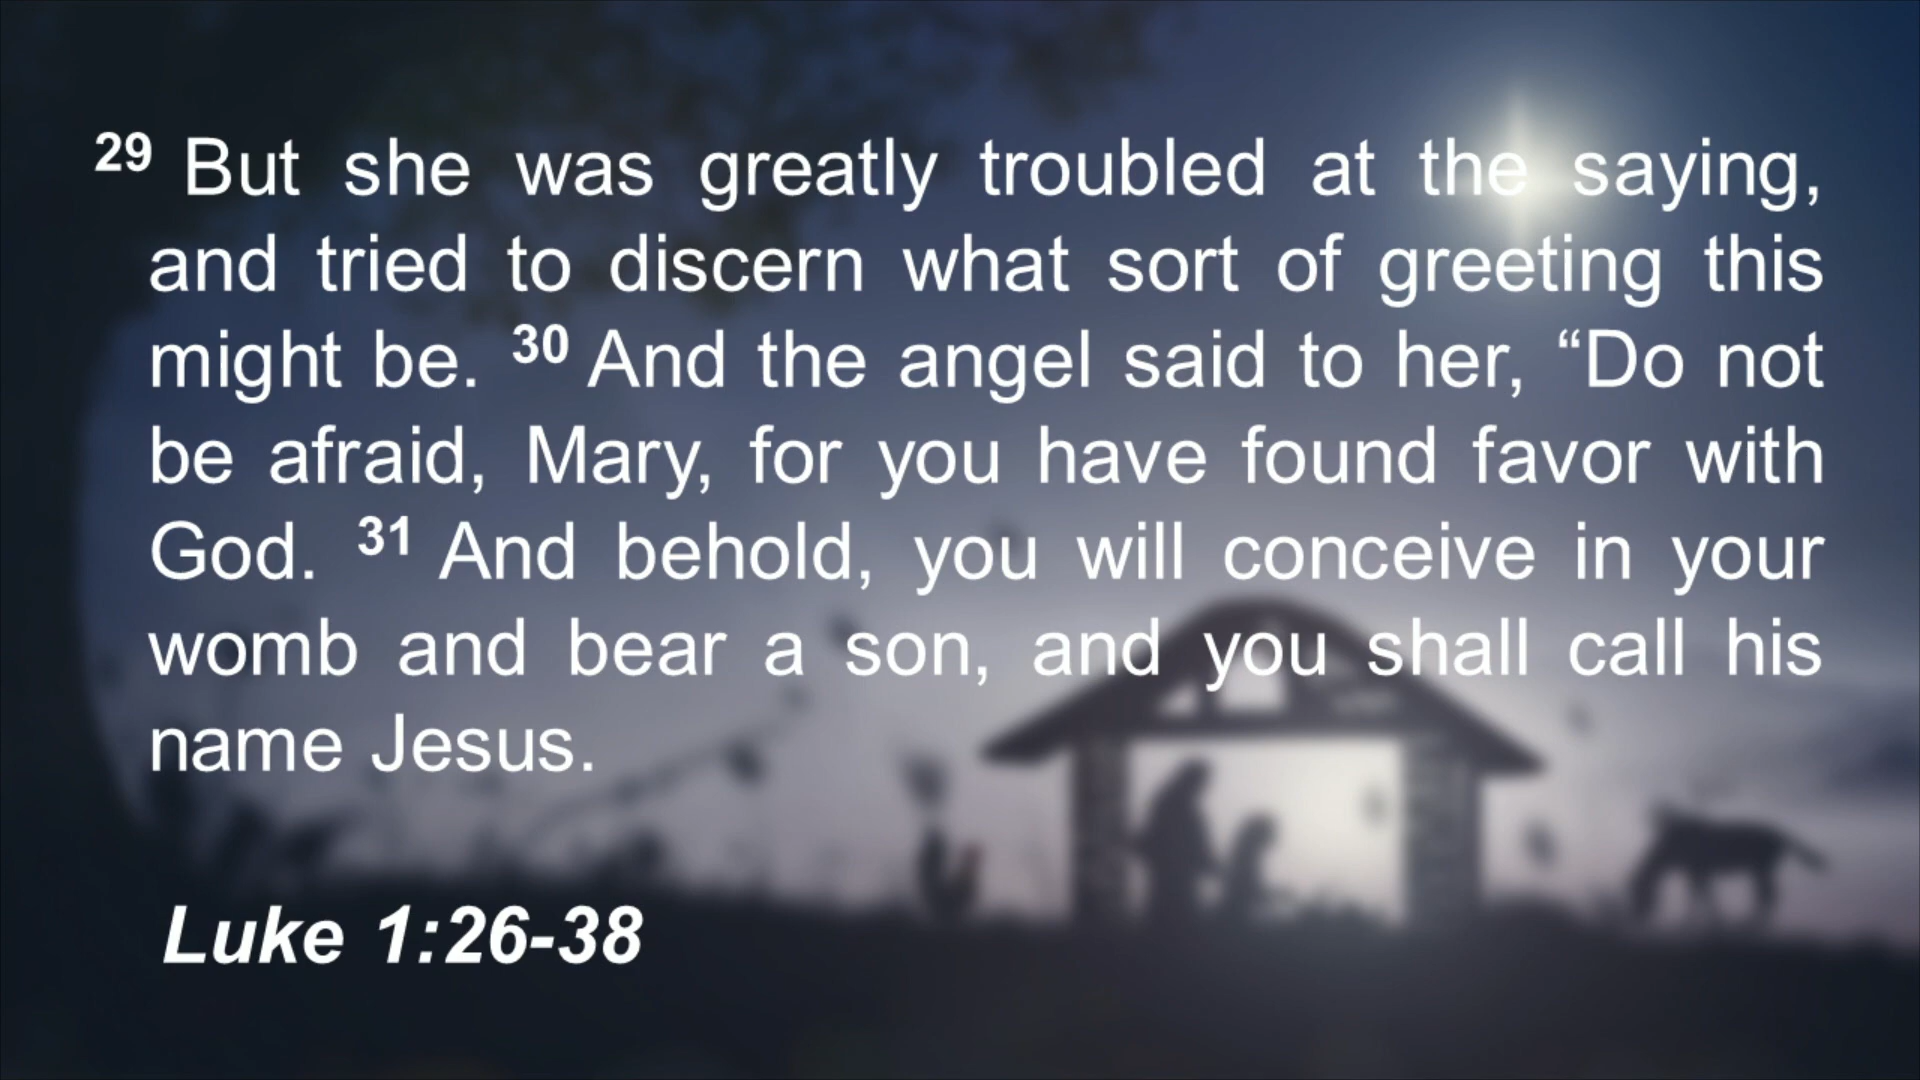 29 But she was greatly troubled at the saying,
and tried to discern what sort of greeting this
might be. 30 And the angel said to her, “Do not
be afraid, Mary, for you have found favor with
God. 31 And behold, you will conceive in your
womb and bear a son, and you shall call his
name Jesus.
Luke 1:26-38